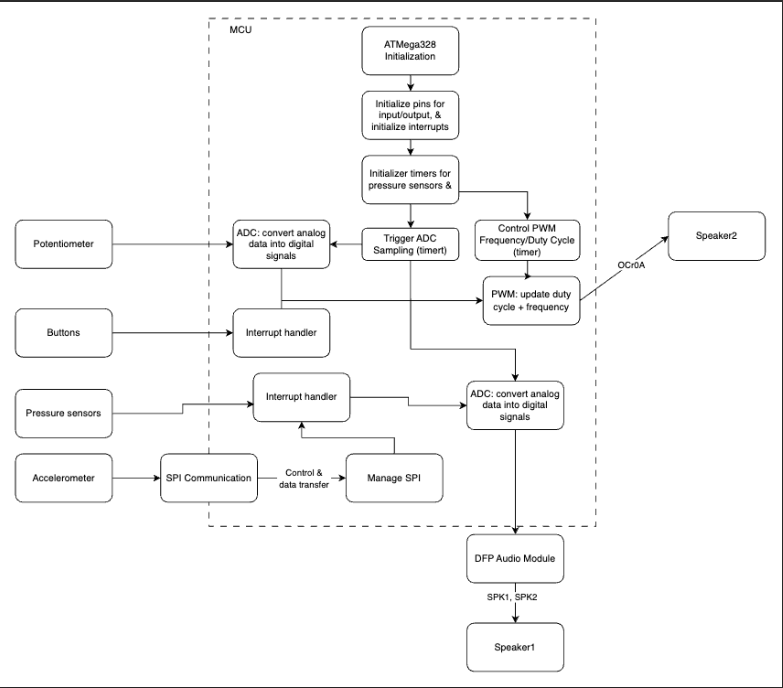 MCU
ATMega328
Initialization
Initialize pins for
input/output, &
initialize interrupts
Initializer timers for
pressure sensors &
Potentiometer
ADC: convert analog
data into digital
signals
Trigger ADC
Sampling (timert)
Control PWM
Frequency/Duty Cycle
(timer)
Speaker2
OCr0A
PWM: update duty
cycle + frequency
Buttons
Interrupt handler
Pressure sensors
Interrupt handler
ADC: convert analog
data into digital
signals
Accelerometer
SPI Communication
Control &
data transfer
Manage SPI
DFP Audio Module
SPK1, SPK2
Speaker1